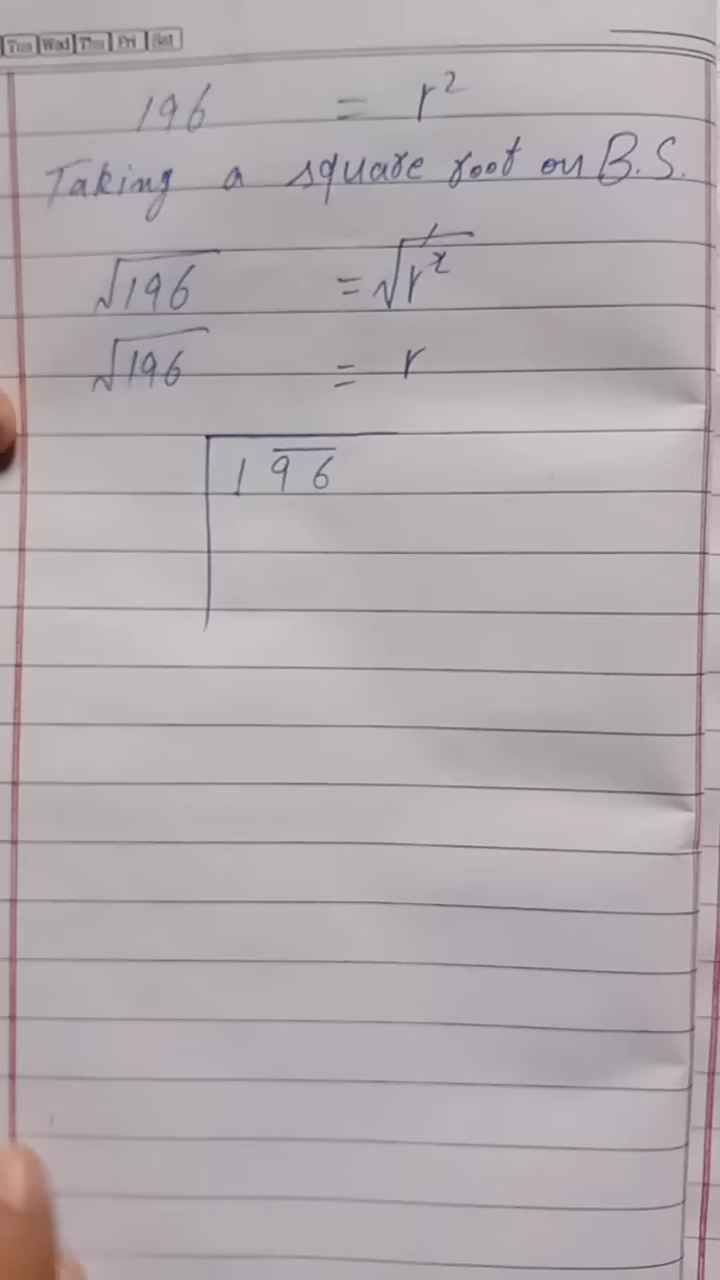 Tue Wed Thu Fri Sat
196 = r²
Taking a square root on B.S.
√196 = √r²
√196 = r
1 96